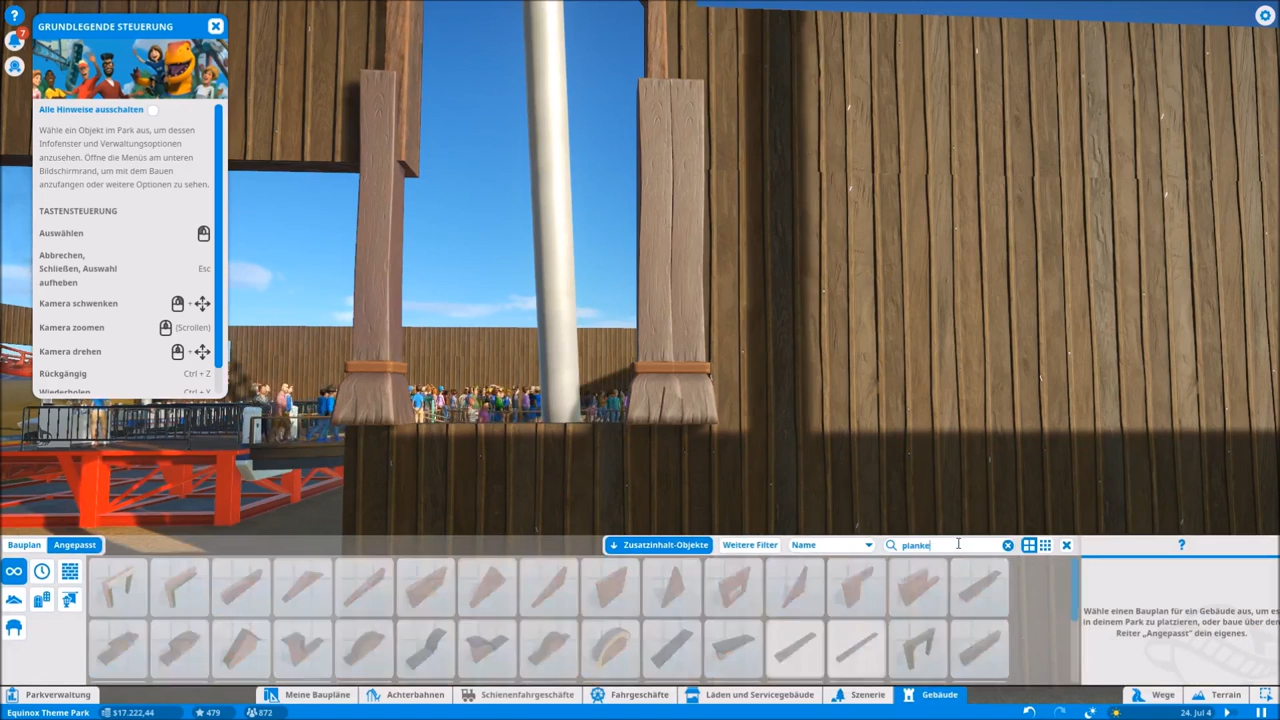 GRUNDLEGENDE STEUERUNG
7
Alle Hinweise ausschalten
Wähle ein Objekt im Park aus, um dessen
Infofenster und Verwaltungsoptionen
anzusehen. Öffne die Menüs am unteren
Bildschirmrand, um mit dem Bauen
anzufangen oder weitere Optionen zu sehen.
TASTENSTEUERUNG
Auswählen
Abbrechen,
Schließen, Auswahl
aufheben
Esc
Kamera schwenken
+
Kamera zoomen
(Scrollen)
Kamera drehen
+
Rückgängig
Ctrl + Z
Wiederholen
Ctrl + Y
Bauplan
Angepasst
Zusatzinhalt-Objekte
Weitere Filter
Name
planke
?
Wähle einen Bauplan für ein Gebäude aus, um es
in deinem Park zu platzieren, oder baue über den
Reiter „Angepasst" dein eigenes.
Parkverwaltung
Meine Baupläne
Achterbahnen
Schienenfahrgeschäfte
Fahrgeschäfte
Läden und Servicegebäude
Szenerie
Gebäude
Wege
Terrain
Equinox Theme Park
$17.222,44
479
872
24. Jul 4